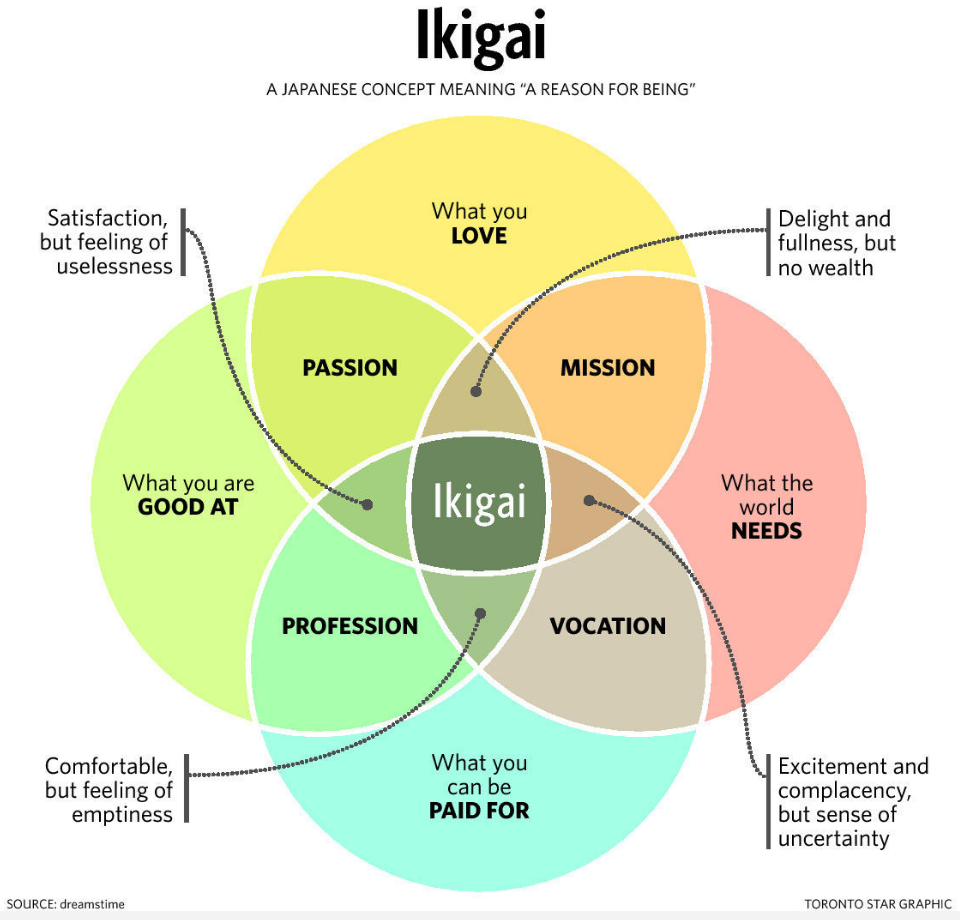 Ikigai
A JAPANESE CONCEPT MEANING “A REASON FOR BEING”
What you
LOVE
Satisfaction,
but feeling of
uselessness
Delight and
fullness, but
no wealth
PASSION
MISSION
What you are
GOOD AT
Ikigai
What the
world
NEEDS
PROFESSION
VOCATION
What you
can be
PAID FOR
Comfortable,
but feeling of
emptiness
Excitement and
complacency,
but sense of
uncertainty
SOURCE: dreamstime
TORONTO STAR GRAPHIC